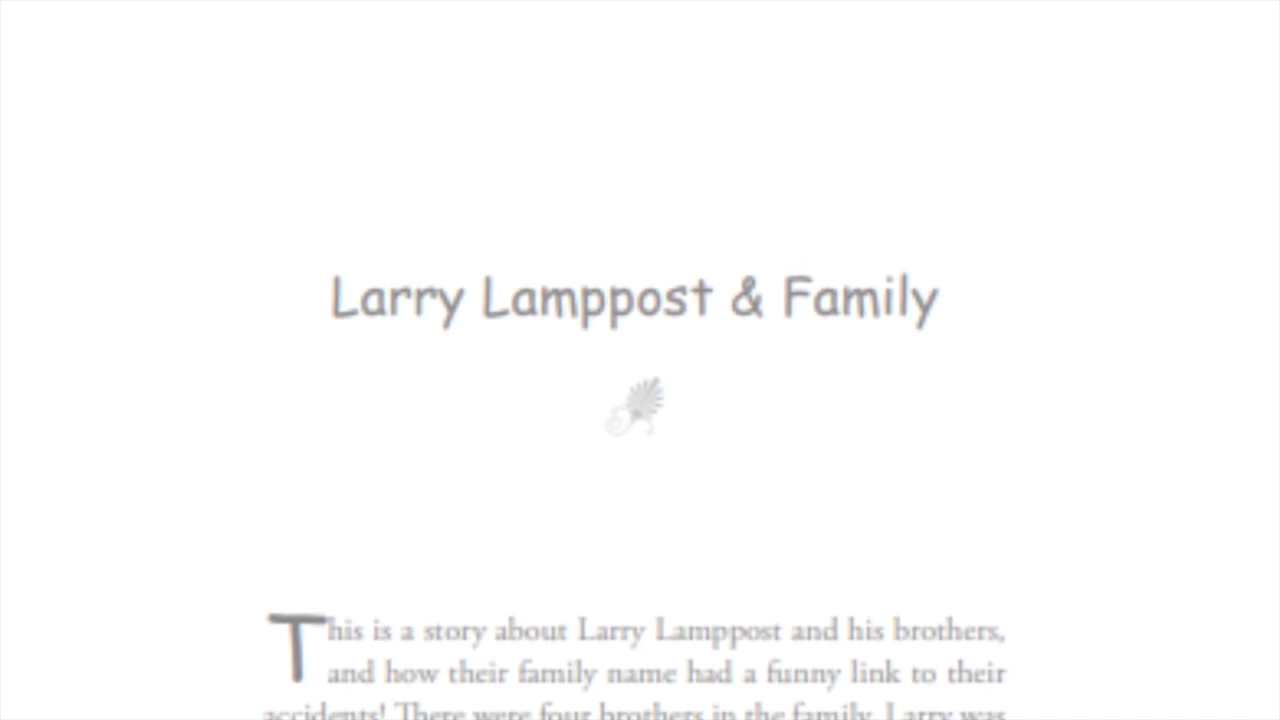 Larry Lamppost & Family
This is a story about Larry Lamppost and his brothers,
and how their family name had a funny link to their
accidents! There were four brothers in the family. Larry was